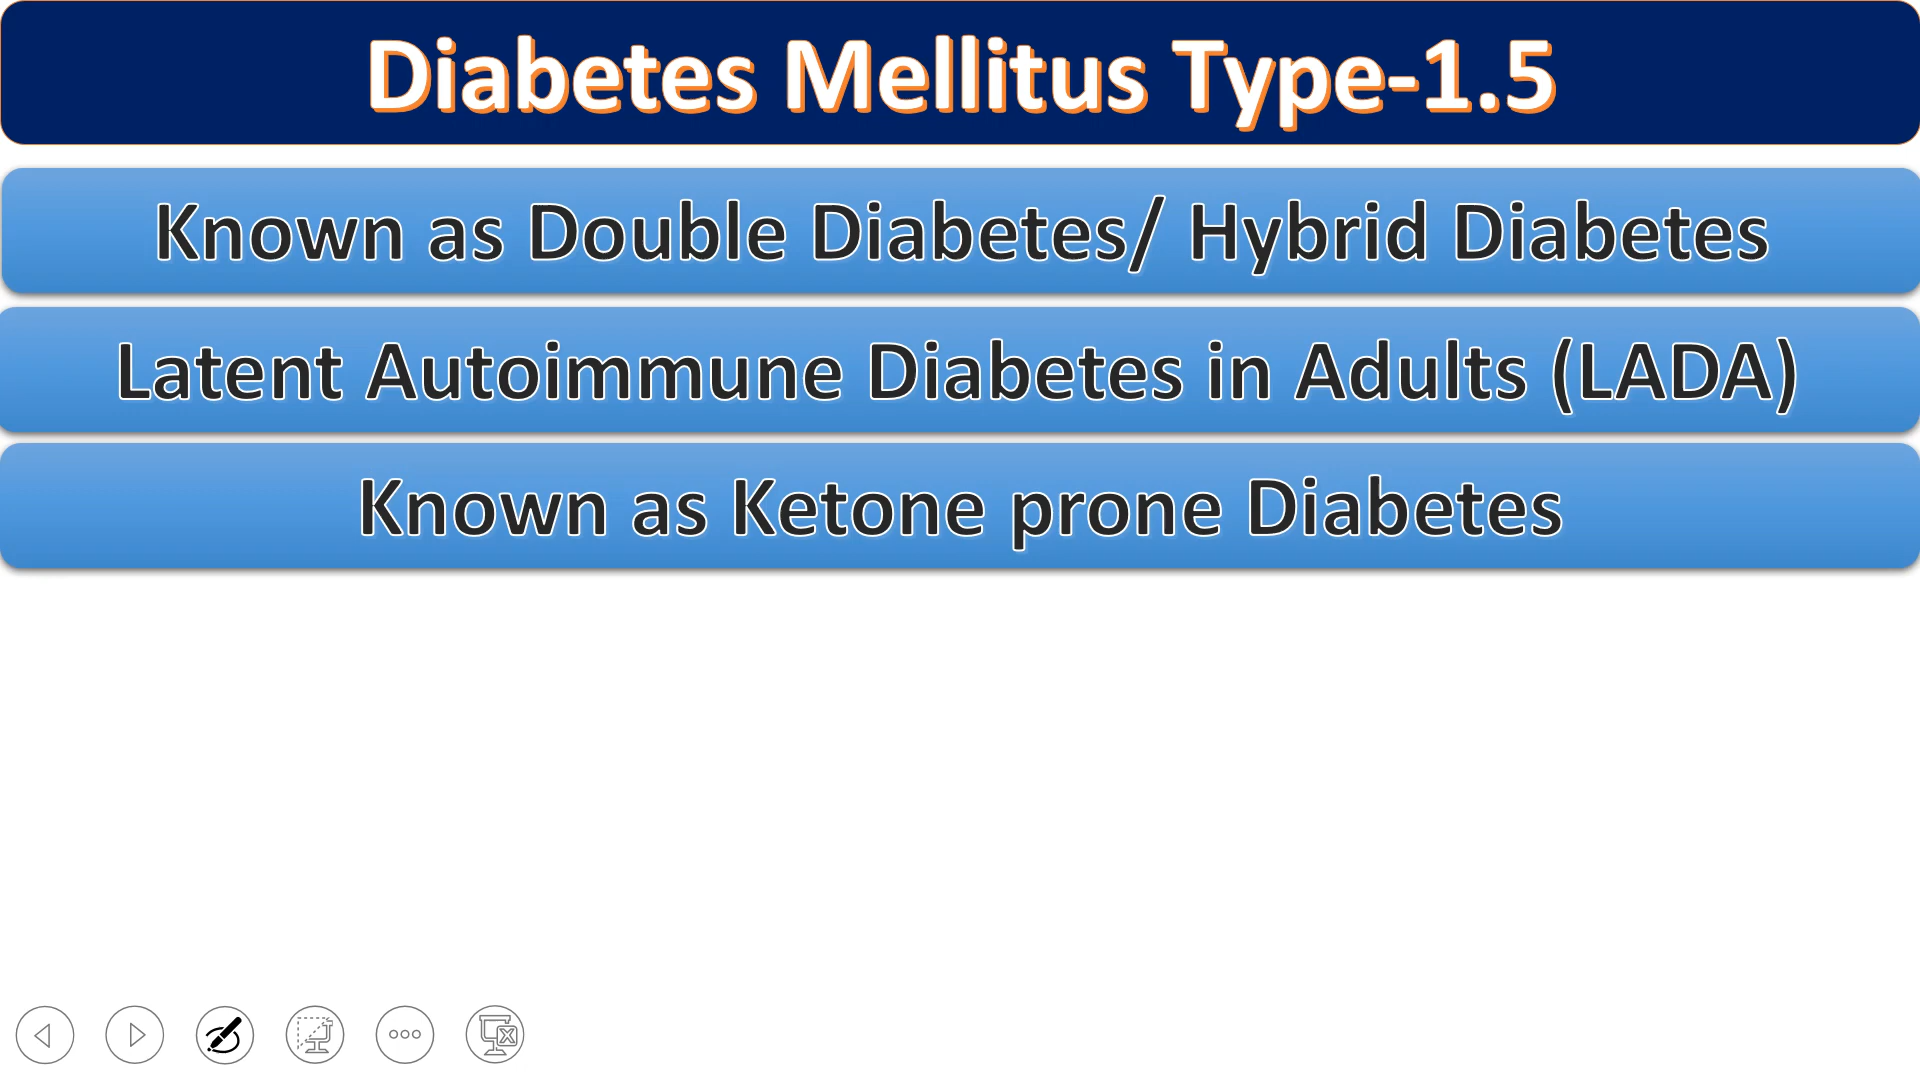 Diabetes Mellitus Type-1.5
Known as Double Diabetes/ Hybrid Diabetes
Latent Autoimmune Diabetes in Adults (LADA)
Known as Ketone prone Diabetes